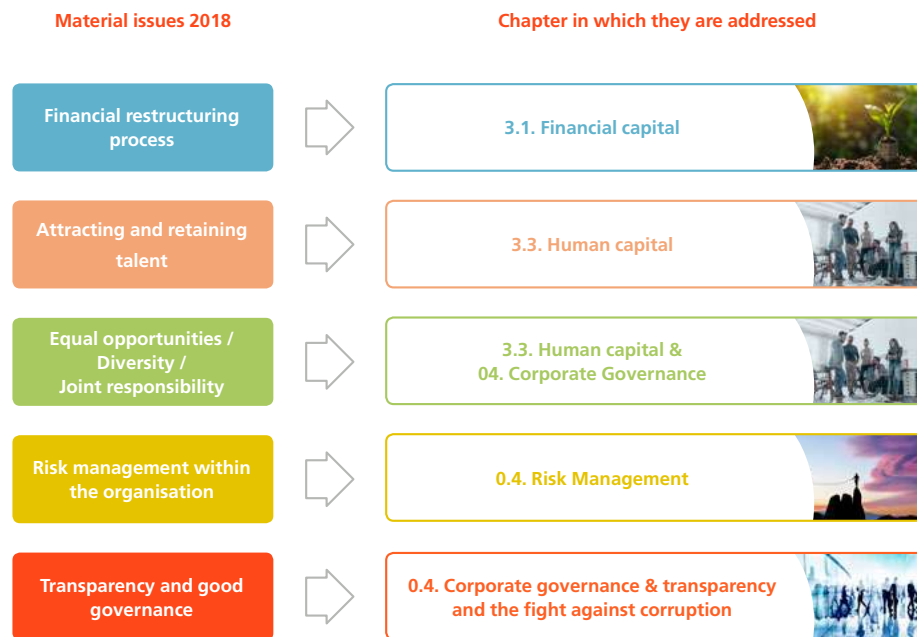 Material issues 2018
Chapter in which they are addressed
Financial restructuring
process
3.1. Financial capital
Attracting and retaining
talent
3.3. Human capital
Equal opportunities /
Diversity /
Joint responsibility
3.3. Human capital &
04. Corporate Governance
Risk management within
the organisation
0.4. Risk Management
Transparency and good
governance
0.4. Corporate governance & transparency
and the fight against corruption